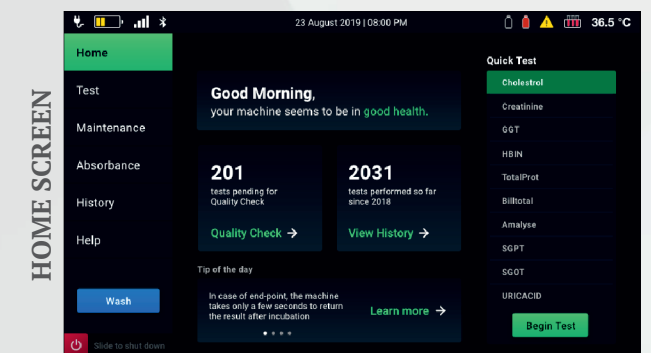 HOME SCREEN
23 August 2019 | 08:00 PM
36.5 °C
Home
Test
Maintenance
Absorbance
History
Help
Wash
Slide to shut down
Good Morning,
your machine seems to be in good health.
201
tests pending for
Quality Check
Quality Check →
2031
tests performed so far
since 2018
View History →
Tip of the day
In case of end-point, the machine
takes only a few seconds to return
the result after incubation
Learn more →
Quick Test
Cholestrol
Creatinine
GGT
HBIN
TotalProt
Billtotal
Amalyse
SGPT
SGOT
URICACID
Begin Test